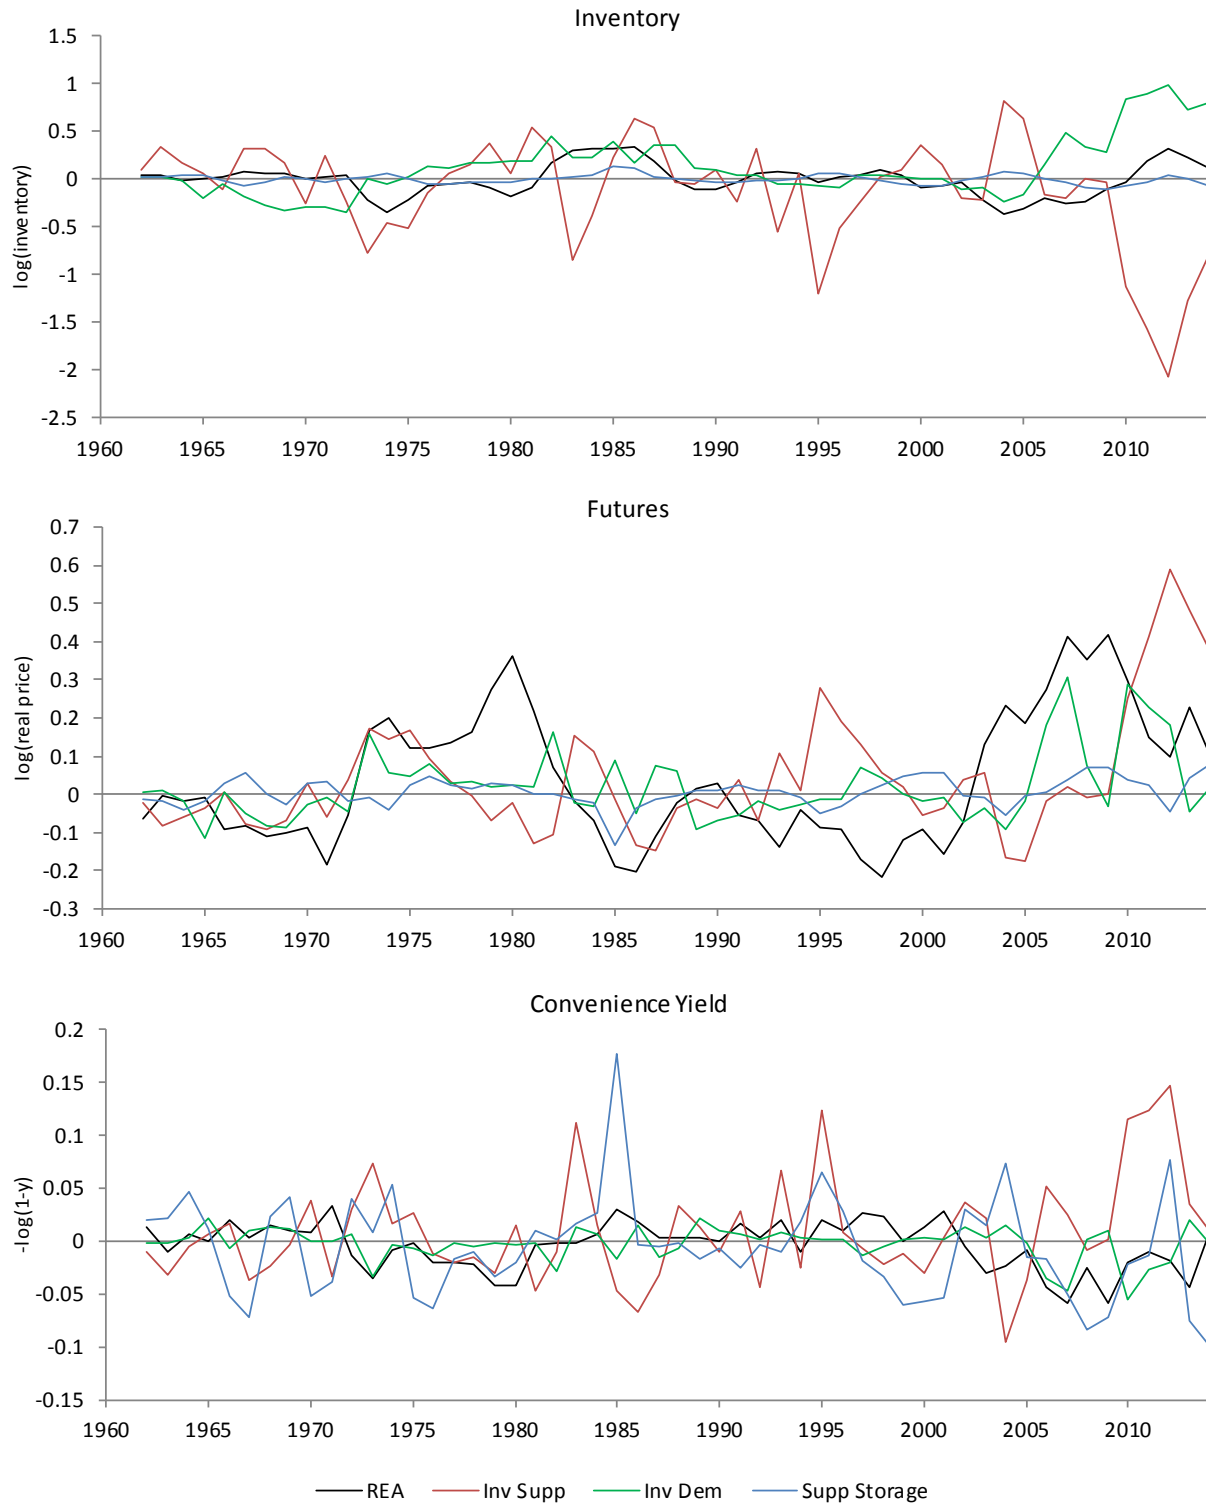 Inventory
1.5
1
0.5
0
-0.5
-1
-1.5
-2
-2.5
log(inventory)
1960 1965 1970 1975 1980 1985 1990 1995 2000 2005 2010
Futures
0.7
0.6
0.5
0.4
0.3
0.2
0.1
0
-0.1
-0.2
-0.3
log(real price)
1960 1965 1970 1975 1980 1985 1990 1995 2000 2005 2010
Convenience Yield
0.2
0.15
0.1
0.05
0
-0.05
-0.1
-0.15
-log(1-y)
1960 1965 1970 1975 1980 1985 1990 1995 2000 2005 2010
REA Inv Supp Inv Dem Supp Storage